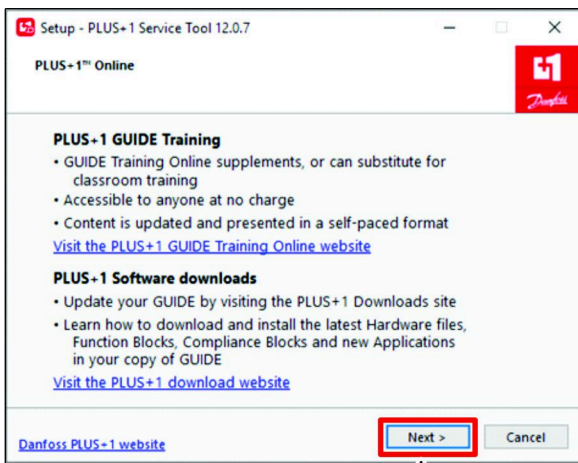 Setup - PLUS+1 Service Tool 12.0.7
PLUS+1™ Online
Danfoss
PLUS+1 GUIDE Training
• GUIDE Training Online supplements, or can substitute for
classroom training
• Accessible to anyone at no charge
• Content is updated and presented in a self-paced format
Visit the PLUS+1 GUIDE Training Online website
PLUS+1 Software downloads
• Update your GUIDE by visiting the PLUS+1 Downloads site
• Learn how to download and install the latest Hardware files,
Function Blocks, Compliance Blocks and new Applications
in your copy of GUIDE
Visit the PLUS+1 download website
Danfoss PLUS+1 website
Next >
Cancel